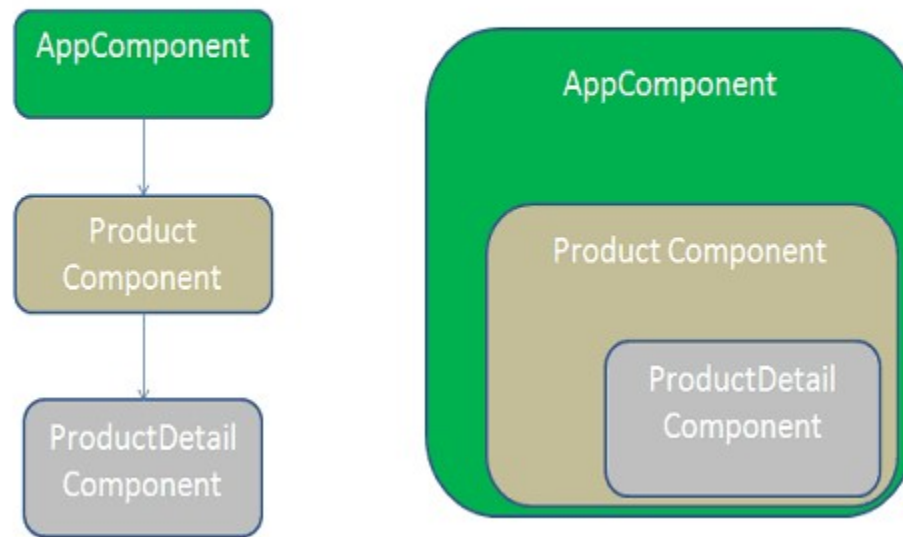 AppComponent
Product
Component
ProductDetail
Component
AppComponent
Product Component
ProductDetail
Component